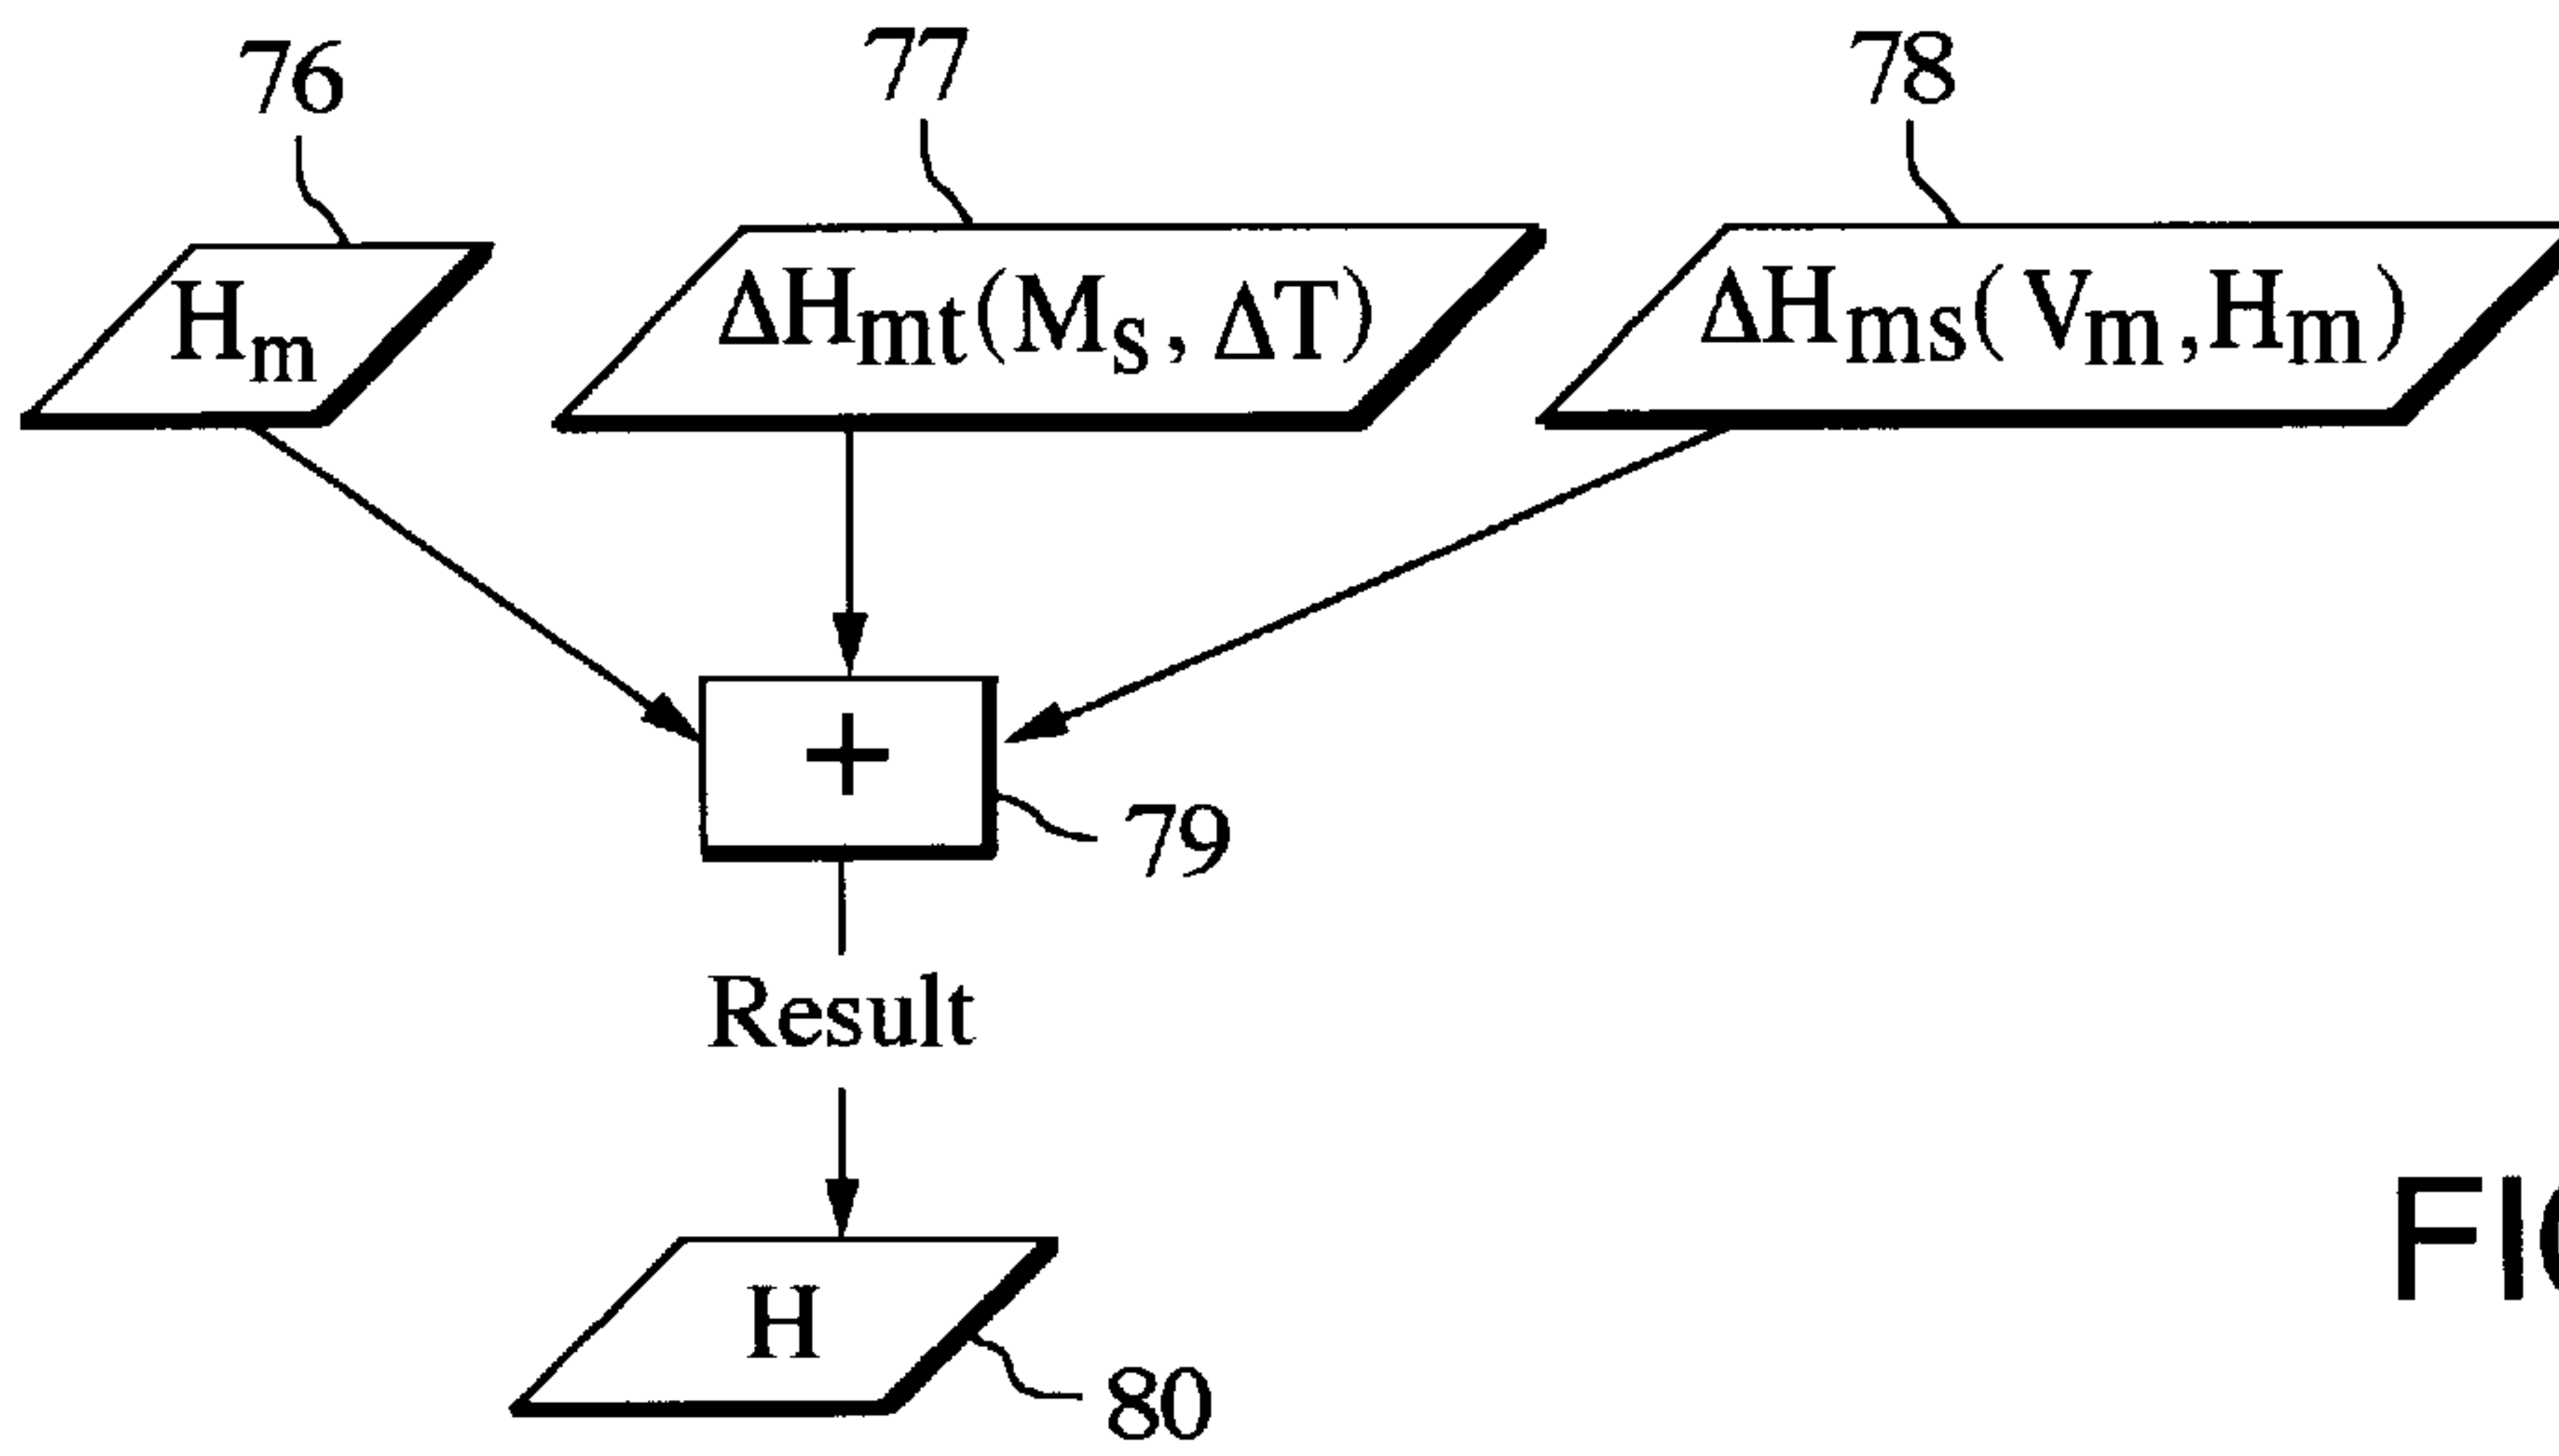 76
77
78
Hm
ΔHmt(Ms, ΔT)
ΔHms(Vm,Hm)
+
79
Result
H
80